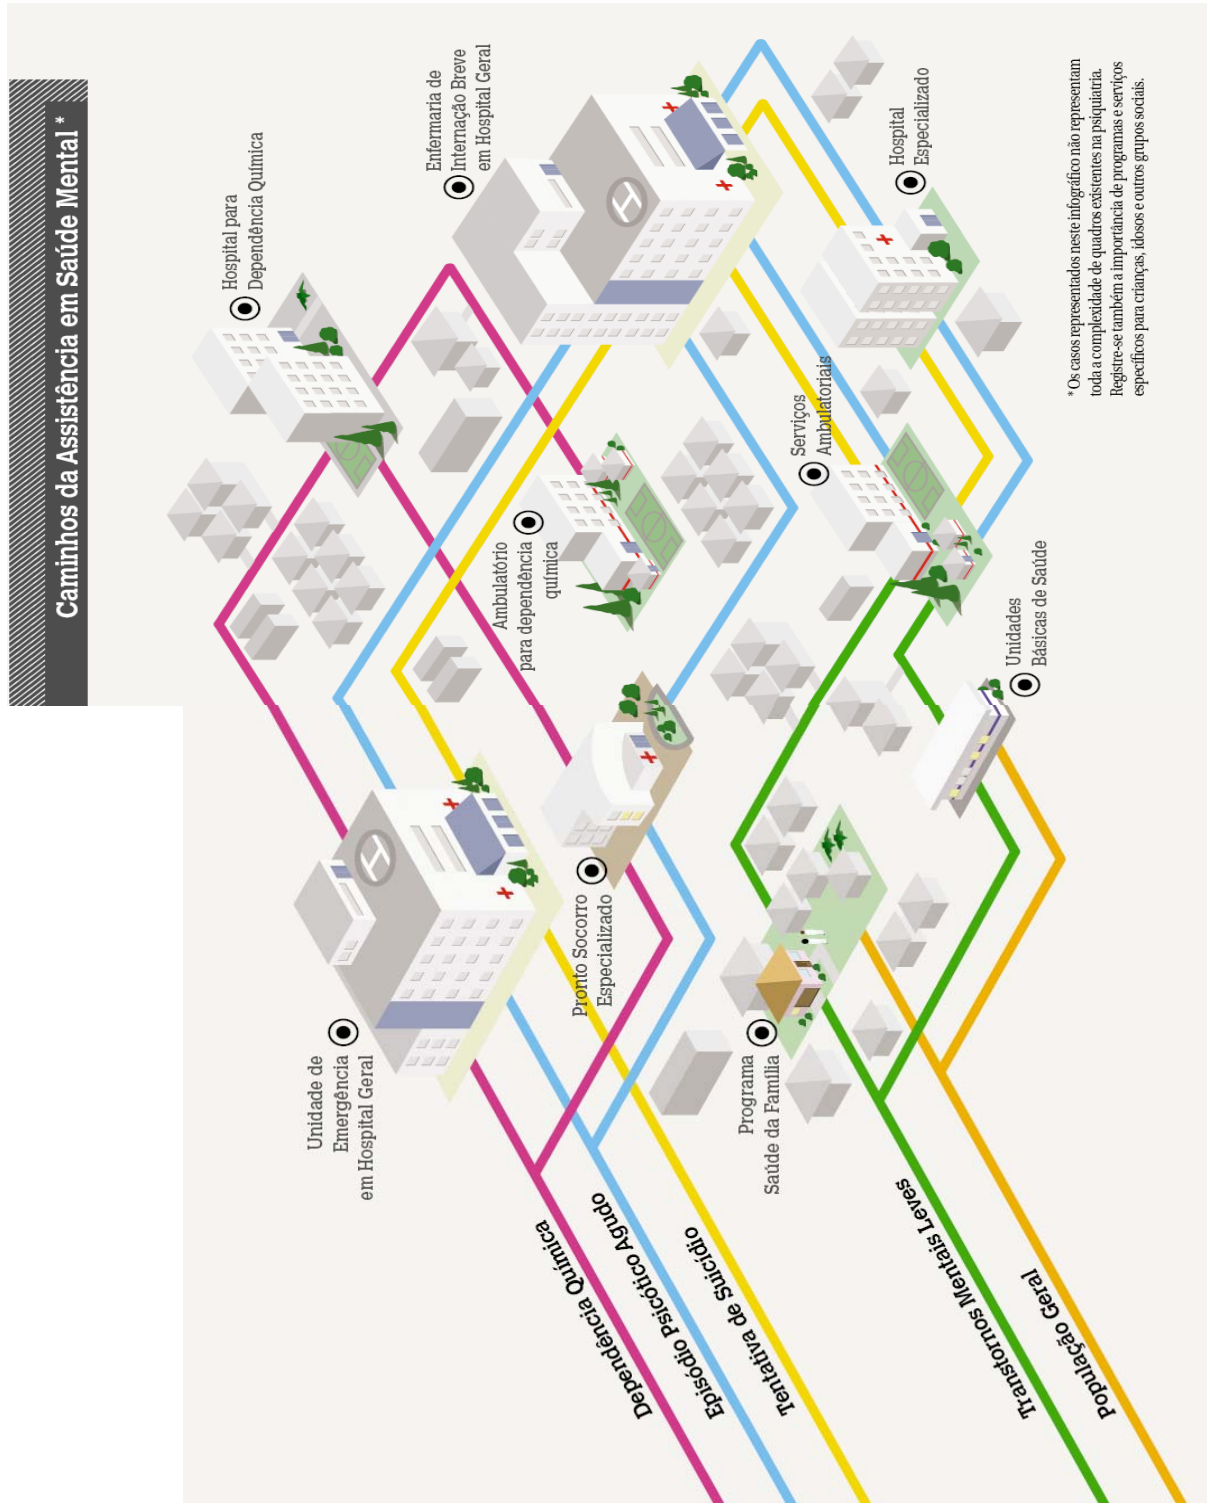 Caminhos da Assistência em Saúde Mental *
Hospital para
Dependência Química
Enfermaria de
Internação Breve
em Hospital Geral
Hospital
Especializado
Ambulatório
para dependência
química
Serviços
Ambulatoriais
Unidades
Básicas de Saúde
Unidade de
Emergência
em Hospital Geral
Pronto Socorro
Especializado
Programa
Saúde da Família
Dependência Química
Episódio Psicótico Agudo
Tentativa de Suicídio
Transtornos Mentais Leves
População Geral
*Os casos representados neste infográfico não representam
toda a complexidade de quadros existentes na psiquiatria.
Registre-se também a importância de programas e serviços
específicos para crianças, idosos e outros grupos sociais.
H
H